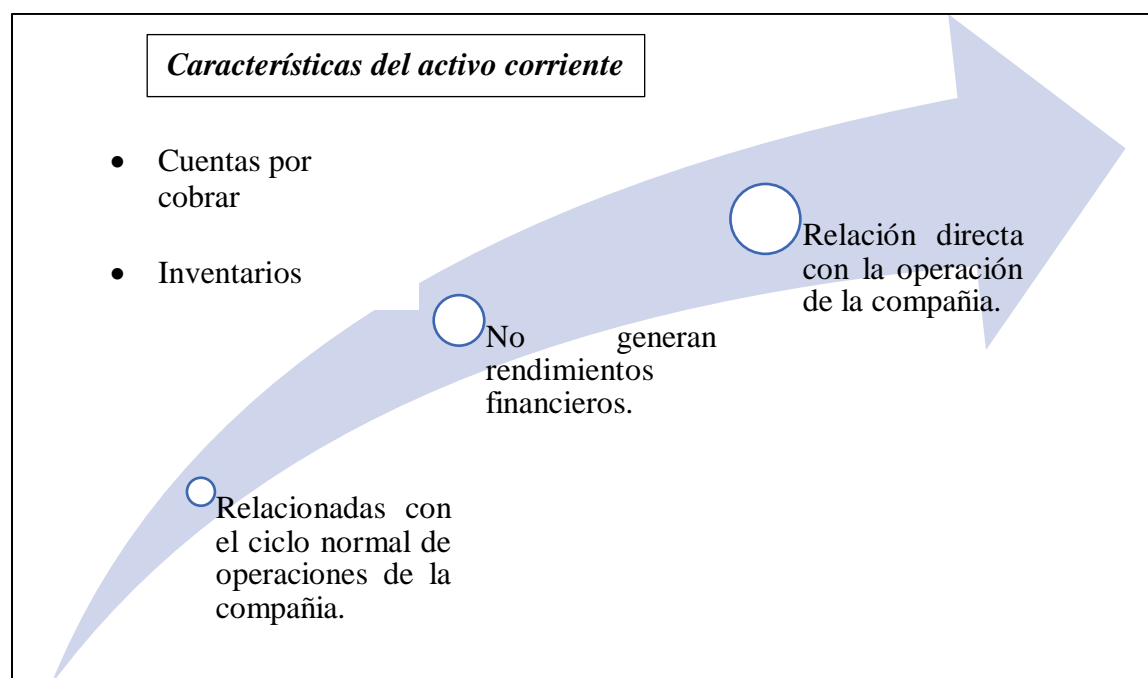 Características del activo corriente
• Cuentas por
cobrar
• Inventarios
Relación directa
con la operación
de la compañia.
No generan
rendimientos
financieros.
Relacionadas con
el ciclo normal de
operaciones de la
compañia.